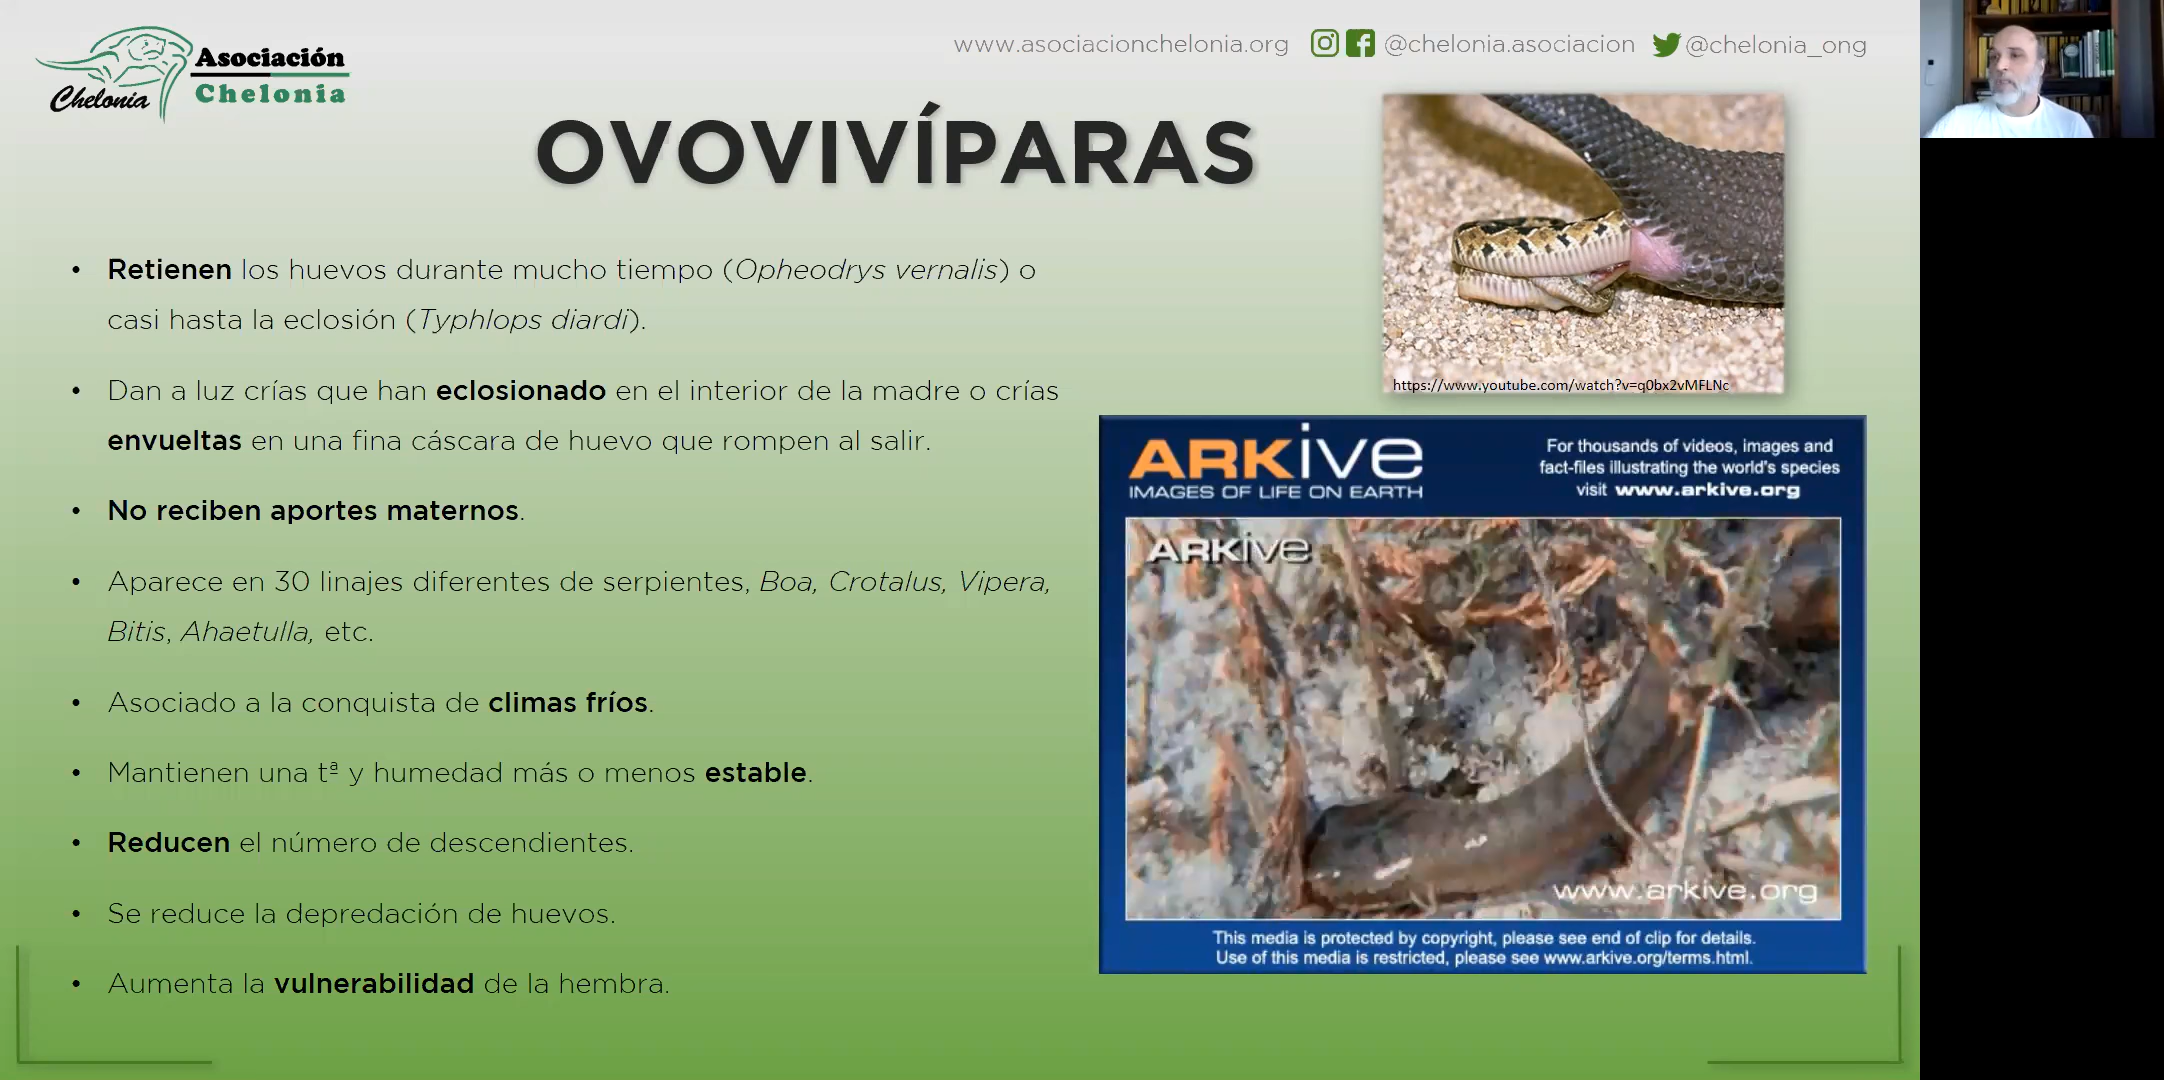 Chelonia
Asociación
Chelonia
www.asociacionchelonia.org @chelonia.asociacion @chelonia_ong
OVOVIVÍPARAS
• Retienen los huevos durante mucho tiempo (Opheodrys vernalis) o
casi hasta la eclosión (Typhlops diardi).
• Dan a luz crías que han eclosionado en el interior de la madre o crías
envueltas en una fina cáscara de huevo que rompen al salir.
• No reciben aportes maternos.
• Aparece en 30 linajes diferentes de serpientes, Boa, Crotalus, Vipera,
Bitis, Ahaetulla, etc.
• Asociado a la conquista de climas fríos.
• Mantienen una tª y humedad más o menos estable.
• Reducen el número de descendientes.
• Se reduce la depredación de huevos.
• Aumenta la vulnerabilidad de la hembra.
https://www.youtube.com/watch?v=q0bx2vMFLNc
ARKive
IMAGES OF LIFE ON EARTH
For thousands of videos, images and
fact-files illustrating the world's species
visit www.arkive.org
ARKive
www.arkive.org
This media is protected by copyright, please see end of clip for details.
Use of this media is restricted, please see www.arkive.org/terms.html.